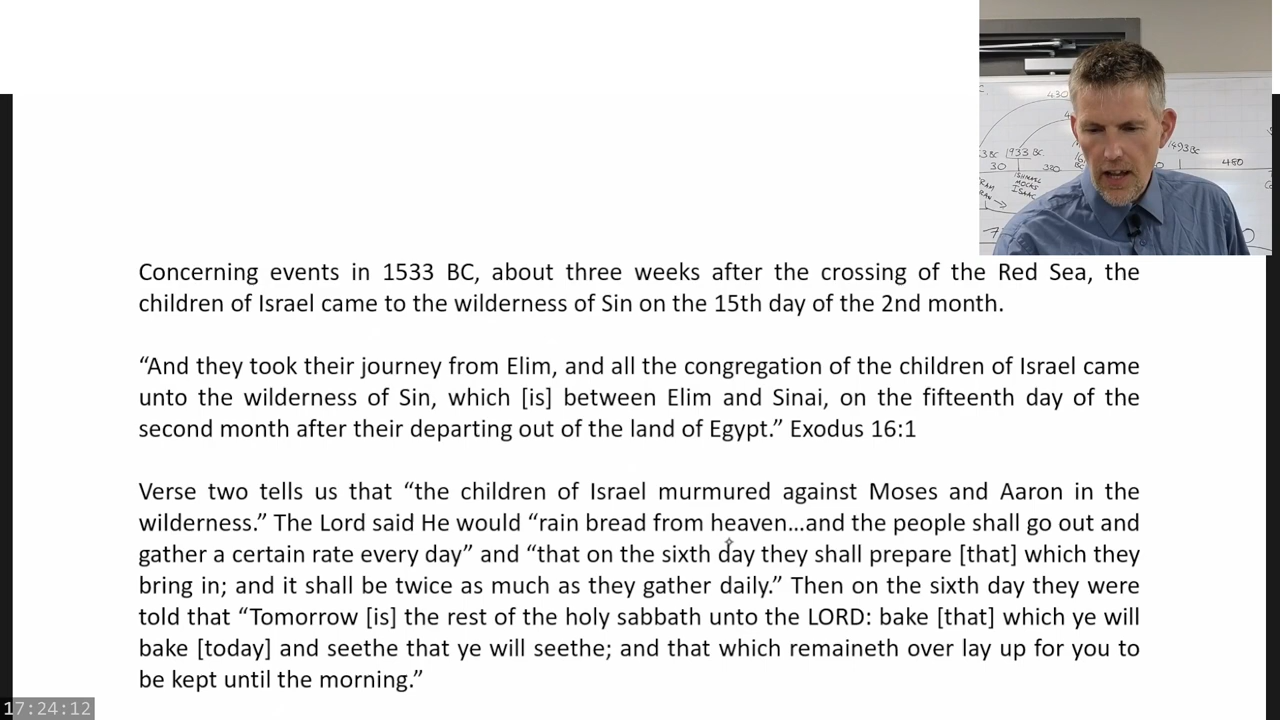 430
1933 BC
1493 BC
30
480
ISHMAEL
MOCKS
ISAAC
7
Concerning events in 1533 BC, about three weeks after the crossing of the Red Sea, the
children of Israel came to the wilderness of Sin on the 15th day of the 2nd month.
“And they took their journey from Elim, and all the congregation of the children of Israel came
unto the wilderness of Sin, which [is] between Elim and Sinai, on the fifteenth day of the
second month after their departing out of the land of Egypt.” Exodus 16:1
Verse two tells us that “the children of Israel murmured against Moses and Aaron in the
wilderness.” The Lord said He would “rain bread from heaven…and the people shall go out and
gather a certain rate every day” and “that on the sixth day they shall prepare [that] which they
bring in; and it shall be twice as much as they gather daily.” Then on the sixth day they were
told that “Tomorrow [is] the rest of the holy sabbath unto the LORD: bake [that] which ye will
bake [today] and seethe that ye will seethe; and that which remaineth over lay up for you to
be kept until the morning.”
17:24:12